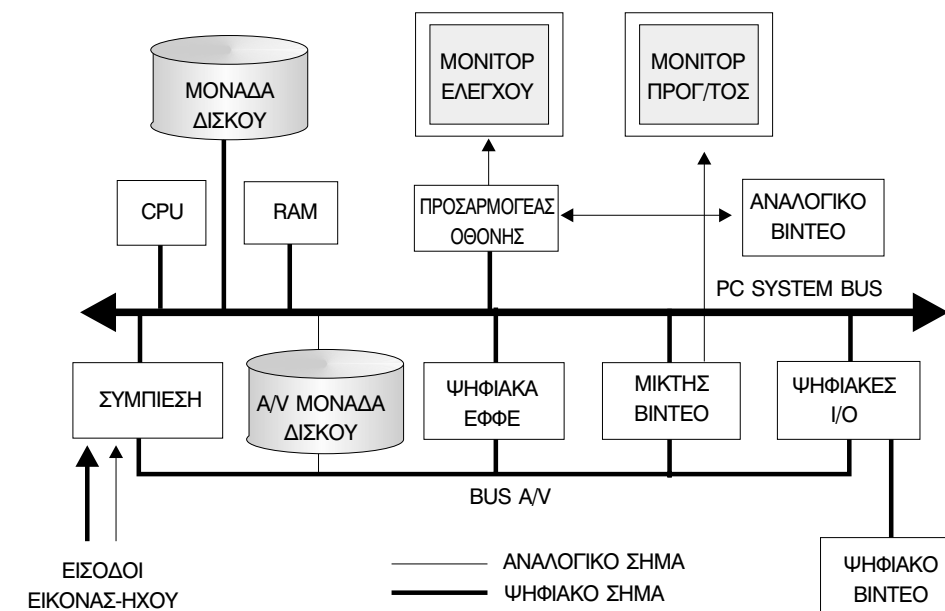 ΜΟΝΑΔΑ
ΔΙΣΚΟΥ
ΜΟΝΙΤΟΡ
ΕΛΕΓΧΟΥ
ΜΟΝΙΤΟΡ
ΠΡΟΓ/ΤΟΣ
CPU
RAM
ΠΡΟΣΑΡΜΟΓΕΑΣ
ΟΘΟΝΗΣ
ΑΝΑΛΟΓΙΚΟ
ΒΙΝΤΕΟ
PC SYSTEM BUS
ΣΥΜΠΙΕΣΗ
A/V ΜΟΝΑΔΑ
ΔΙΣΚΟΥ
ΨΗΦΙΑΚΑ
ΕΦΦΕ
ΜΙΚΤΗΣ
ΒΙΝΤΕΟ
ΨΗΦΙΑΚΕΣ
I/O
BUS A/V
ΕΙΣΟΔΟΙ
ΕΙΚΟΝΑΣ-ΗΧΟΥ
ΑΝΑΛΟΓΙΚΟ ΣΗΜΑ
ΨΗΦΙΑΚΟ ΣΗΜΑ
ΨΗΦΙΑΚΟ
ΒΙΝΤΕΟ